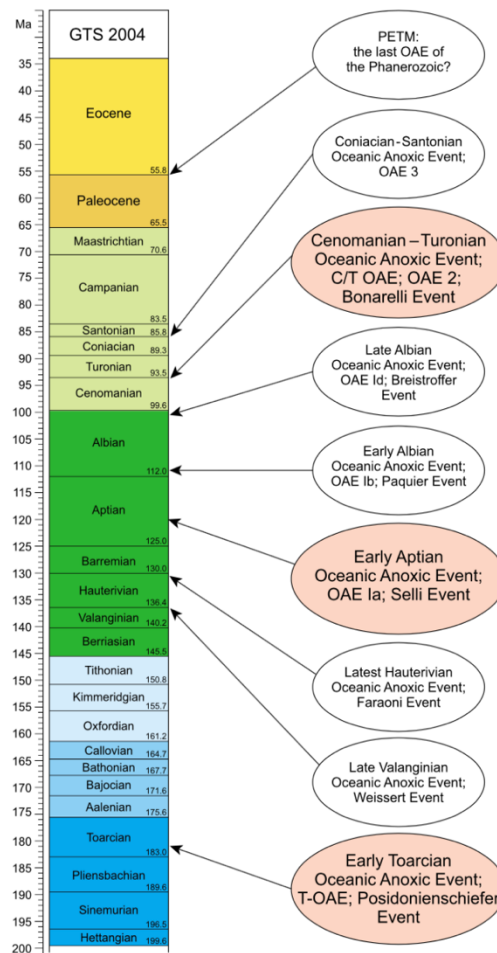 Ma
GTS 2004
35
40
45
50
55
60
65
70
75
80
85
90
95
100
105
110
115
120
125
130
135
140
145
150
155
160
165
170
175
180
185
190
195
200
Eocene
55.8
Paleocene
65.5
Maastrichtian
70.6
Campanian
83.5
Santonian
85.8
Coniacian
89.3
Turonian
93.5
Cenomanian
99.6
Albian
112.0
Aptian
125.0
Barremian
130.0
Hauterivian
136.4
Valanginian
140.2
Berriasian
145.5
Tithonian
150.8
Kimmeridgian
155.7
Oxfordian
161.2
Callovian
164.7
Bathonian
167.7
Bajocian
171.6
Aalenian
175.6
Toarcian
183.0
Pliensbachian
189.6
Sinemurian
196.5
Hettangian
199.6
PETM:
the last OAE of
the Phanerozoic?
Coniacian-Santonian
Oceanic Anoxic Event;
OAE 3
Cenomanian – Turonian
Oceanic Anoxic Event;
C/T OAE; OAE 2;
Bonarelli Event
Late Albian
Oceanic Anoxic Event;
OAE Id; Breistroffer
Event
Early Albian
Oceanic Anoxic Event;
OAE Ib; Paquier Event
Early Aptian
Oceanic Anoxic Event;
OAE Ia; Selli Event
Latest Hauterivian
Oceanic Anoxic Event;
Faraoni Event
Late Valanginian
Oceanic Anoxic Event;
Weissert Event
Early Toarcian
Oceanic Anoxic Event;
T-OAE; Posidonienschiefer
Event